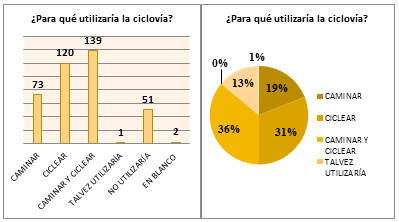 ¿Para qué utilizaría la ciclovía?
73
120
139
1
51
2
CAMINAR
CICLEAR
CAMINAR Y CICLEAR
TALVEZ UTILIZARÍA
NO UTILIZARÍA
EN BLANCO
¿Para qué utilizaría la ciclovía?
0%
1%
13%
19%
36%
31%
CAMINAR
CICLEAR
CAMINAR Y
CICLEAR
TALVEZ
UTILIZARÍA